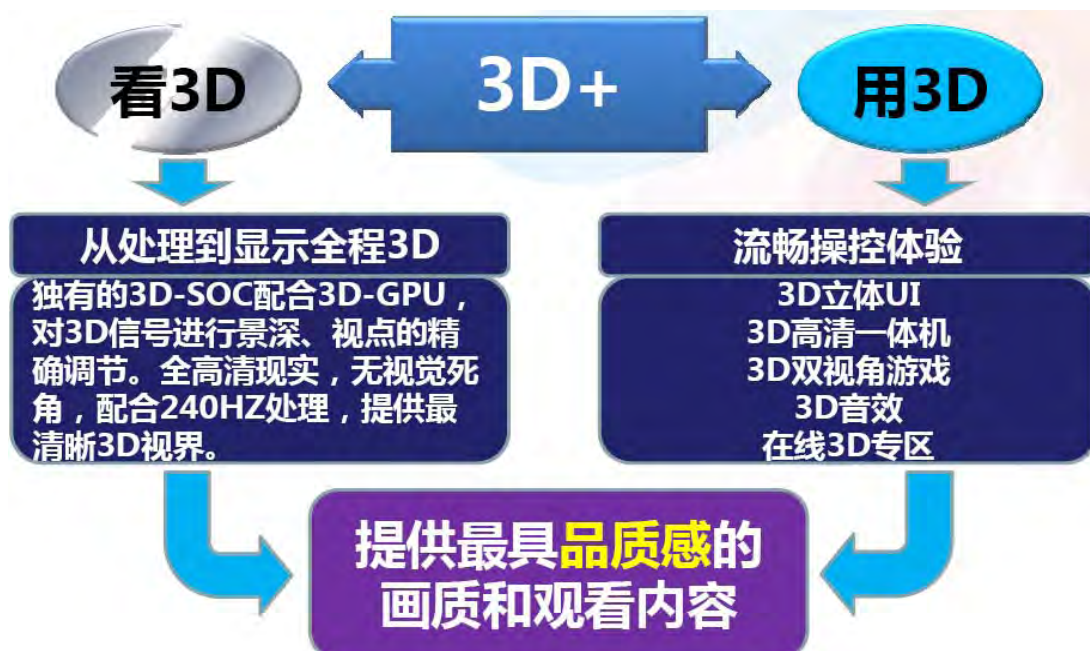 看3D
3D+
用3D
从处理到显示全程3D
独有的3D-SOC配合3D-GPU，
对3D信号进行景深、视点的精
确调节。全高清现实，无视觉死
角，配合240HZ处理，提供最
清晰3D视界。
流畅操控体验
3D立体UI
3D高清一体机
3D双视角游戏
3D音效
在线3D专区
提供最具品质感的
画质和观看内容